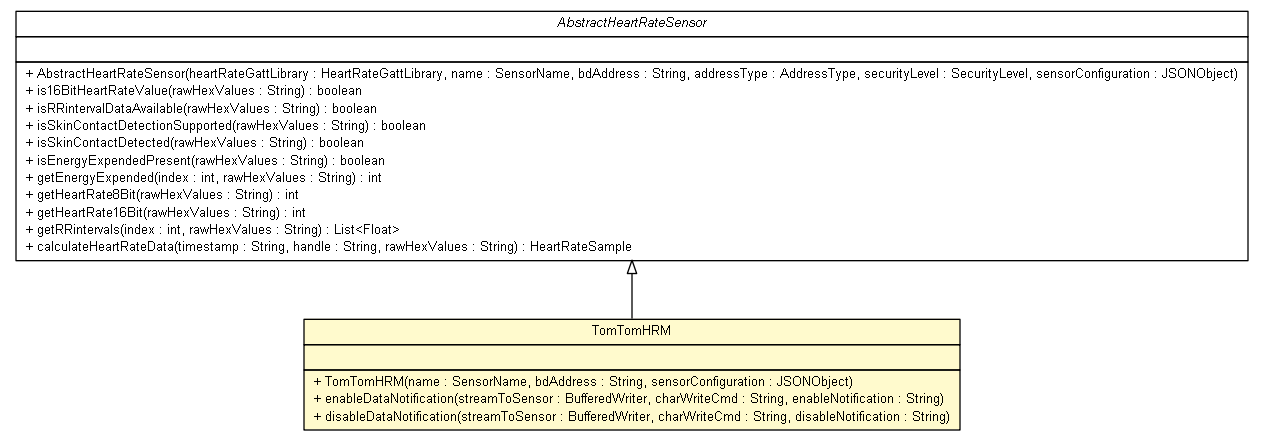 AbstractHeartRateSensor
+ AbstractHeartRateSensor(heartRateGattLibrary : HeartRateGattLibrary, name : SensorName, bdAddress : String, addressType : AddressType, securityLevel : SecurityLevel, sensorConfiguration : JSONObject)
+ is16BitHeartRateValue(rawHexValues : String) : boolean
+ isRRintervalDataAvailable(rawHexValues : String) : boolean
+ isSkinContactDetectionSupported(rawHexValues : String) : boolean
+ isSkinContactDetected(rawHexValues : String) : boolean
+ isEnergyExpendedPresent(rawHexValues : String) : boolean
+ getEnergyExpended(index : int, rawHexValues : String) : int
+ getHeartRate8Bit(rawHexValues : String) : int
+ getHeartRate16Bit(rawHexValues : String) : int
+ getRRintervals(index : int, rawHexValues : String) : List<Float>
+ calculateHeartRateData(timestamp : String, handle : String, rawHexValues : String) : HeartRateSample
TomTomHRM
+ TomTomHRM(name : SensorName, bdAddress : String, sensorConfiguration : JSONObject)
+ enableDataNotification(streamToSensor : BufferedWriter, charWriteCmd : String, enableNotification : String)
+ disableDataNotification(streamToSensor : BufferedWriter, charWriteCmd : String, disableNotification : String)